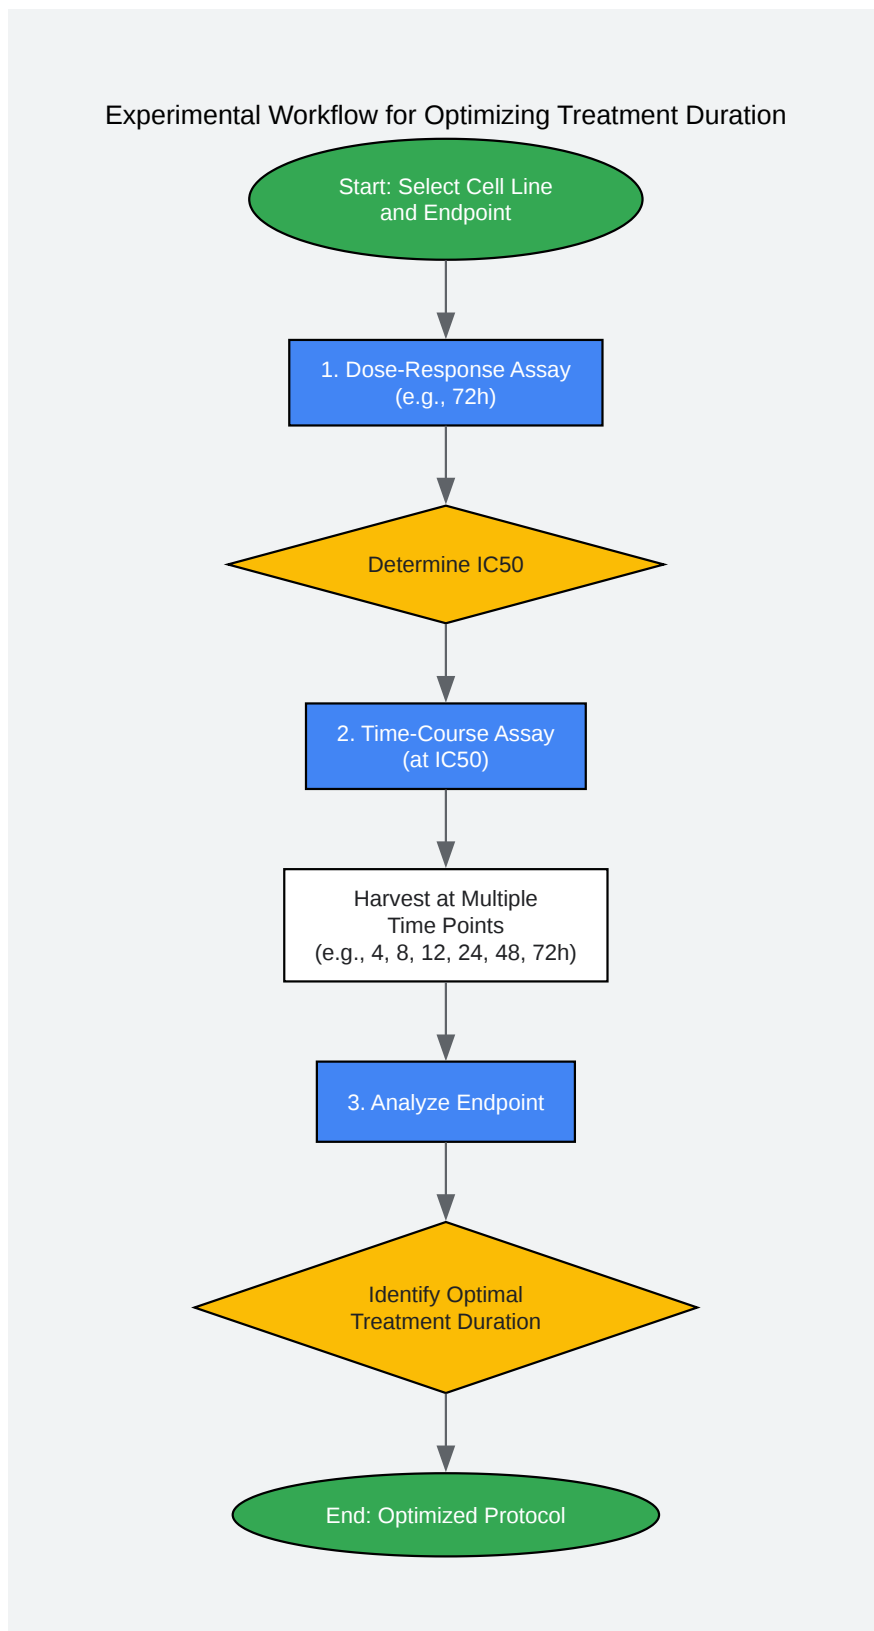 Experimental Workflow for Optimizing Treatment Duration
Start: Select Cell Line
and Endpoint
1. Dose-Response Assay
(e.g., 72h)
Determine IC50
2. Time-Course Assay
(at IC50)
Harvest at Multiple
Time Points
(e.g., 4, 8, 12, 24, 48, 72h)
3. Analyze Endpoint
Identify Optimal
Treatment Duration
End: Optimized Protocol